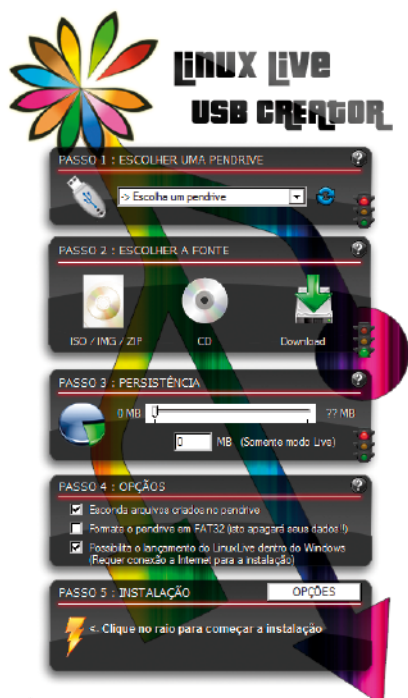 Linux Live
USB CREATOR
PASSO 1 : ESCOLHER UMA PENDRIVE
?
-> Escolha um pendrive
PASSO 2 : ESCOLHER A FONTE
?
ISO / IMG / ZIP
CD
Download
PASSO 3 : PERSISTÊNCIA
?
0 MB
?? MB
0 MB (Somente modo Live)
PASSO 4 : OPÇÕOS
?
Esconda arquivos criados no pendrive
Formate o pendrive em FAT32 (isto apagará seus dados !)
Possibilita o lançamento do LinuxLive dentro do Windows
(Requer conexão a Internet para a instalação)
PASSO 5 : INSTALAÇÃO
OPÇÕES
<- Clique no raio para começar a instalação